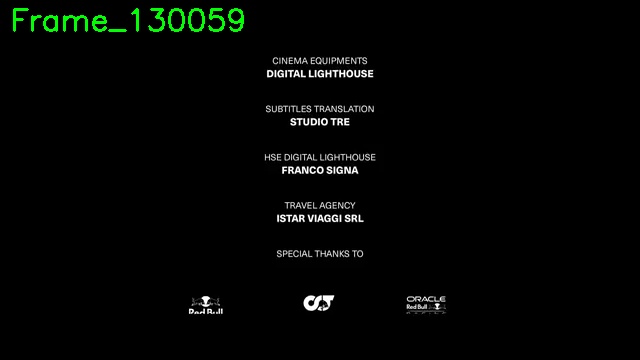 Frame_130059
CINEMA EQUIPMENTS
DIGITAL LIGHTHOUSE
SUBTITLES TRANSLATION
STUDIO TRE
HSE DIGITAL LIGHTHOUSE
FRANCO SIGNA
TRAVEL AGENCY
ISTAR VIAGGI SRL
SPECIAL THANKS TO
Red Bull
ORACLE
Red Bull